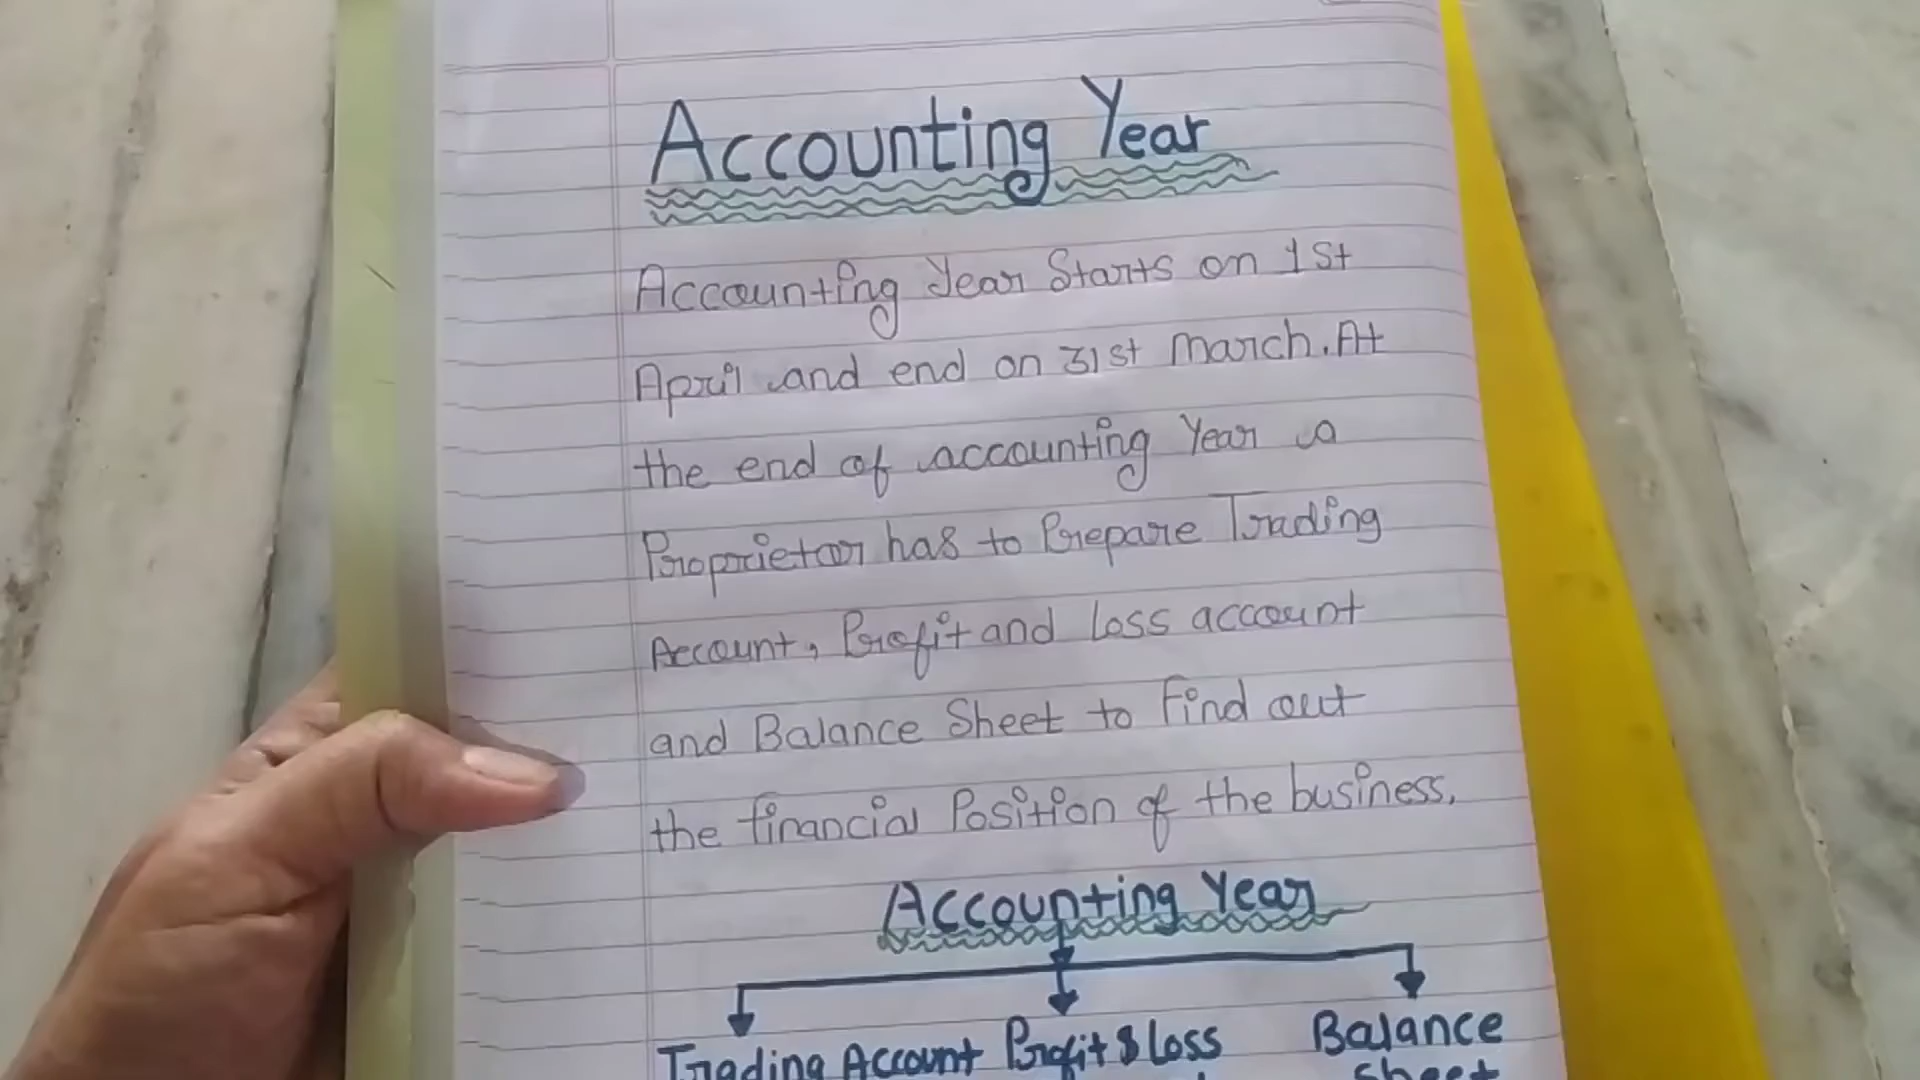 Accounting Year
Accounting Year Starts on 1st
April and end on 31st March. At
the end of accounting Year a
Proprietor has to Prepare Trading
Account, Profit and Loss account
and Balance Sheet to Find out
the financial Position of the business.
Accounting Year
Trading Account Profit & Loss Balance
Sheet